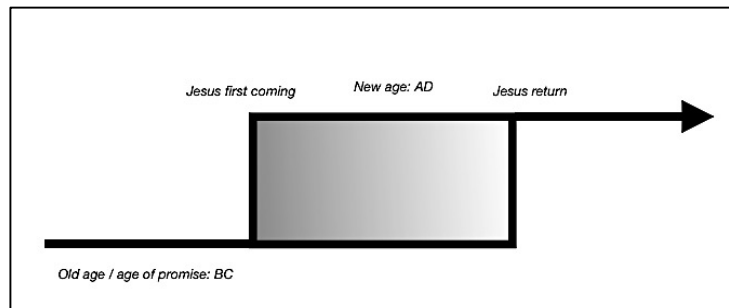 Jesus first coming
New age: AD
Jesus return
Old age / age of promise: BC